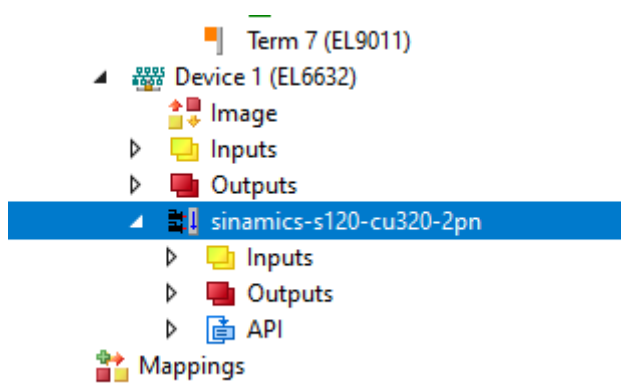 Term 7 (EL9011)
Device 1 (EL6632)
Image
Inputs
Outputs
sinamics-s120-cu320-2pn
Inputs
Outputs
API
Mappings